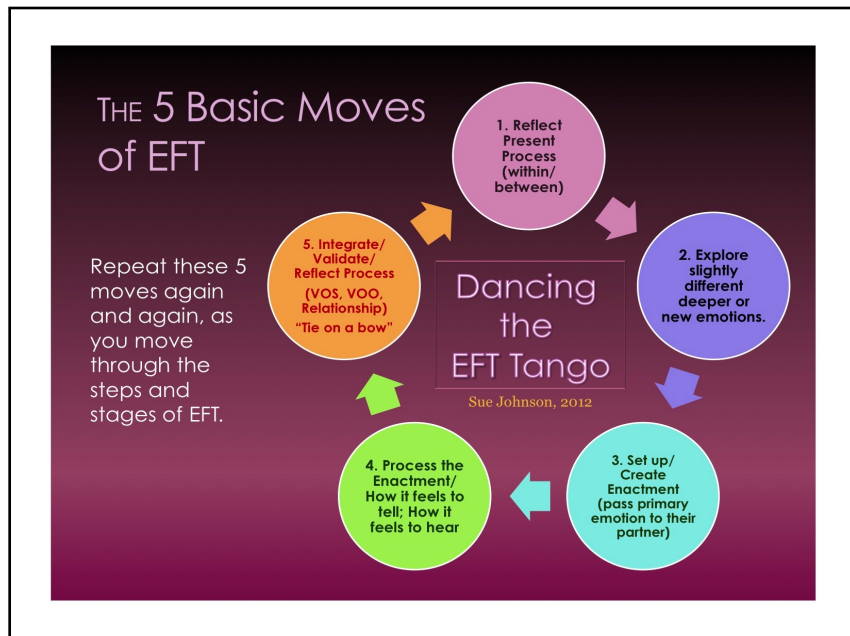 THE 5 Basic Moves
of EFT
Repeat these 5
moves again
and again, as
you move
through the
steps and
stages of EFT.
1. Reflect
Present
Process
(within/
between)
2. Explore
slightly
different
deeper or
new emotions.
3. Set up/
Create
Enactment
(pass primary
emotion to their
partner)
4. Process the
Enactment/
How it feels to
tell; How it
feels to hear
5. Integrate/
Validate/
Reflect Process
(VOS, VOO,
Relationship)
“Tie on a bow”
Dancing
the
EFT Tango
Sue Johnson, 2012